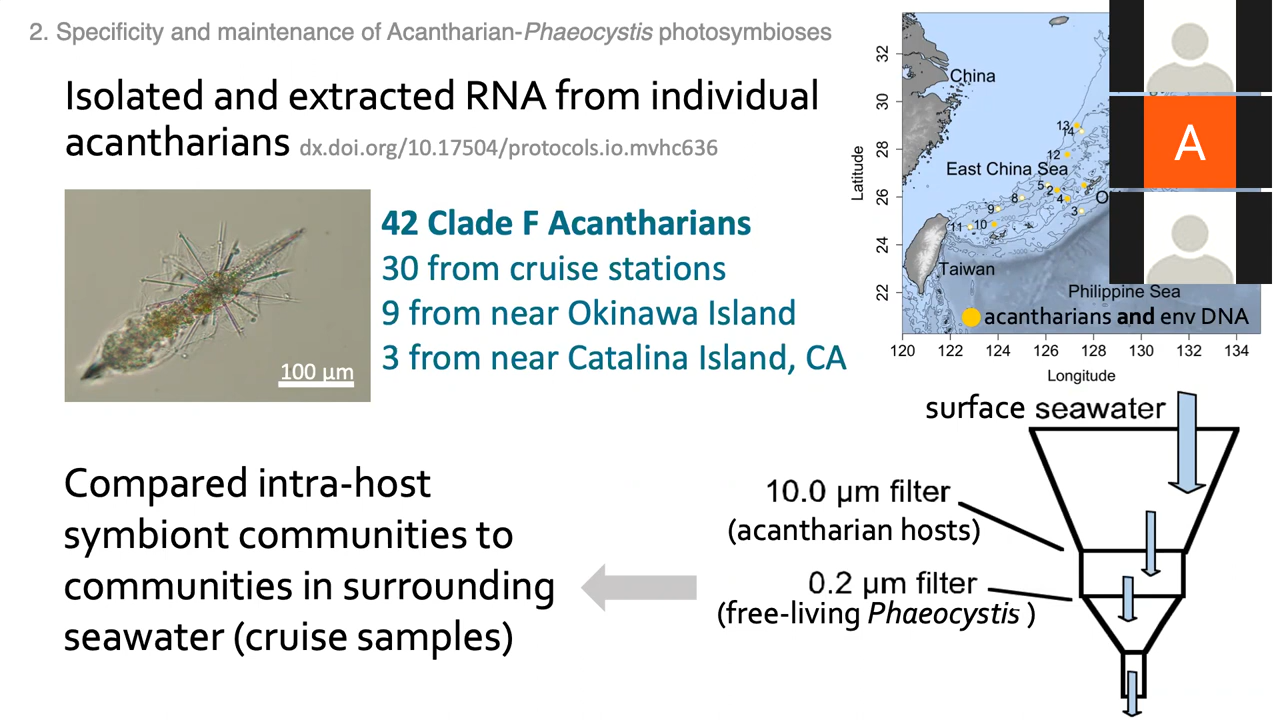 2. Specificity and maintenance of Acantharian-Phaeocystis photosymbioses
Isolated and extracted RNA from individual
acantharians dx.doi.org/10.17504/protocols.io.mvhc636
100 µm
42 Clade F Acantharians
30 from cruise stations
9 from near Okinawa Island
3 from near Catalina Island, CA
Compared intra-host
symbiont communities to
communities in surrounding
seawater (cruise samples)
Latitude
32
30
28
26
24
22
China
13
14
12
East China Sea
5
2
4
3
8
9
10
11
O
Taiwan
Philippine Sea
acantharians and env DNA
120 122 124 126 128 130 132 134
Longitude
A
surface seawater
10.0 µm filter
(acantharian hosts)
0.2 µm filter
(free-living Phaeocystis )